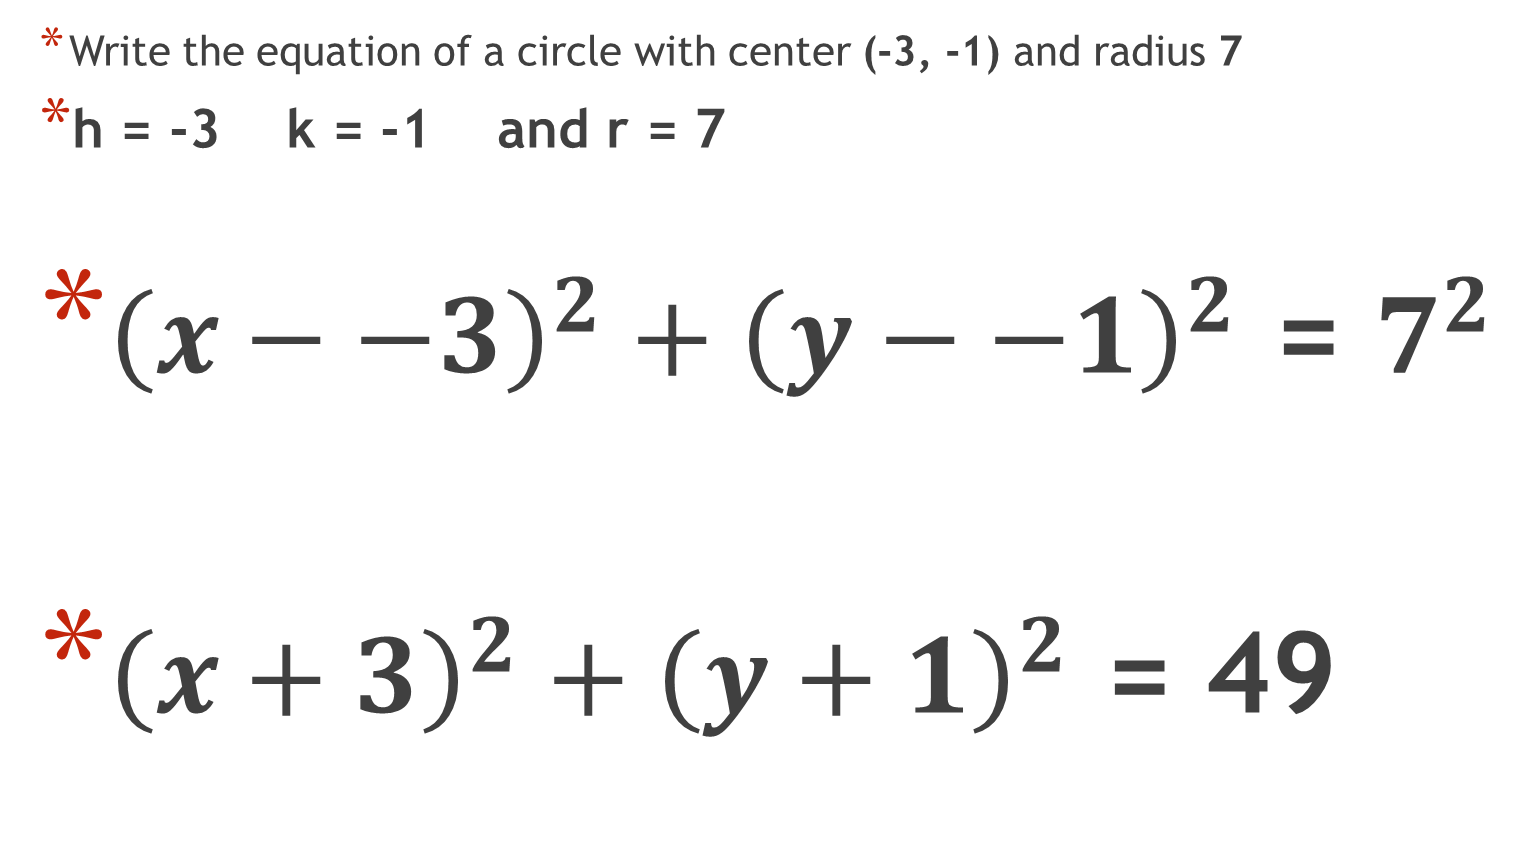 * Write the equation of a circle with center (-3, -1) and radius 7
* h = -3 k = -1 and r = 7
* (x − −3)² + (y − −1)² = 7²
* (x + 3)² + (y + 1)² = 49